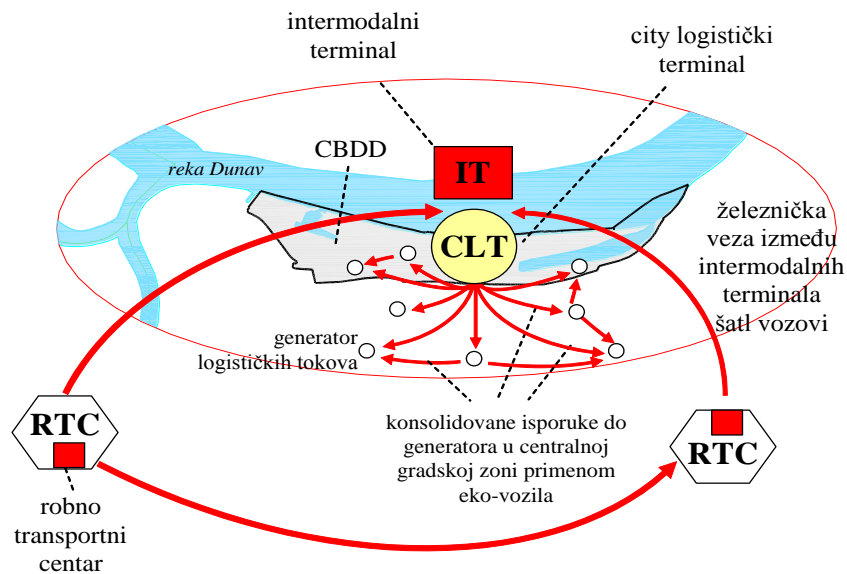 intermodalni
terminal
city logistički
terminal
CBDD
reka Dunav
IT
CLT
železnička
veza između
intermodalnih
terminala
šatl vozovi
generator
logističkih tokova
RTC
RTC
konsolidovane isporuke do
generatora u centralnoj
gradskoj zoni primenom
eko-vozila
robno
transportni
centar